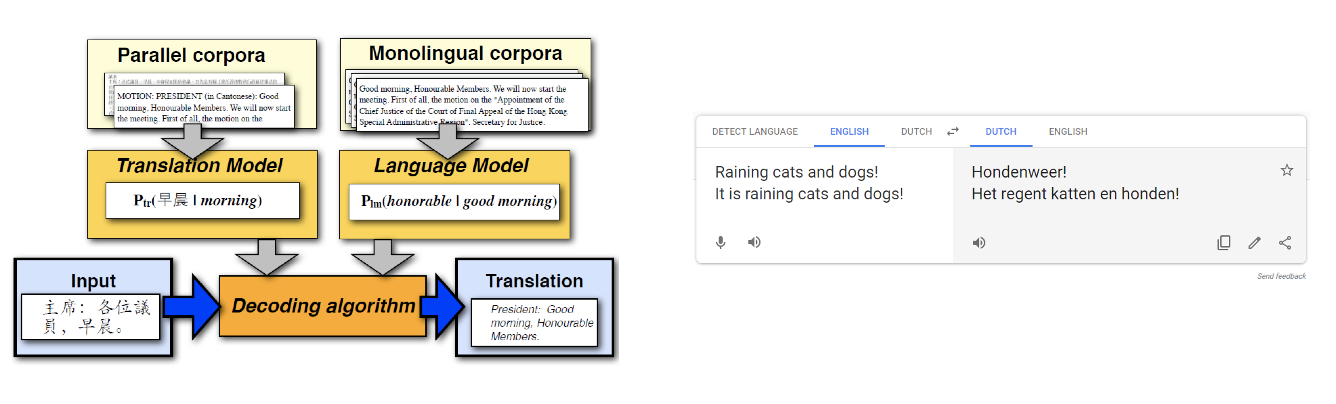 Parallel corpora
MOTION: PRESIDENT (in Cantonese): Good
morning, Honourable Members. We will now start
the meeting. First of all, the motion on the
Monolingual corpora
Good morning, Honourable Members. We will now start the
meeting. First of all, the motion on the "Appointment of the
Chief Justice of the Court of Final Appeal of the Hong Kong
Special Administrative Region". Secretary for Justice.
Translation Model
Ptr(早晨 | morning)
Language Model
Plm(honorable | good morning)
Input
主席：各位議
員，早晨。
Decoding algorithm
Translation
President: Good
morning, Honourable
Members.
DETECT LANGUAGE ENGLISH DUTCH DUTCH ENGLISH
Raining cats and dogs!
It is raining cats and dogs!
Hondenweer!
Het regent katten en honden!
Send feedback